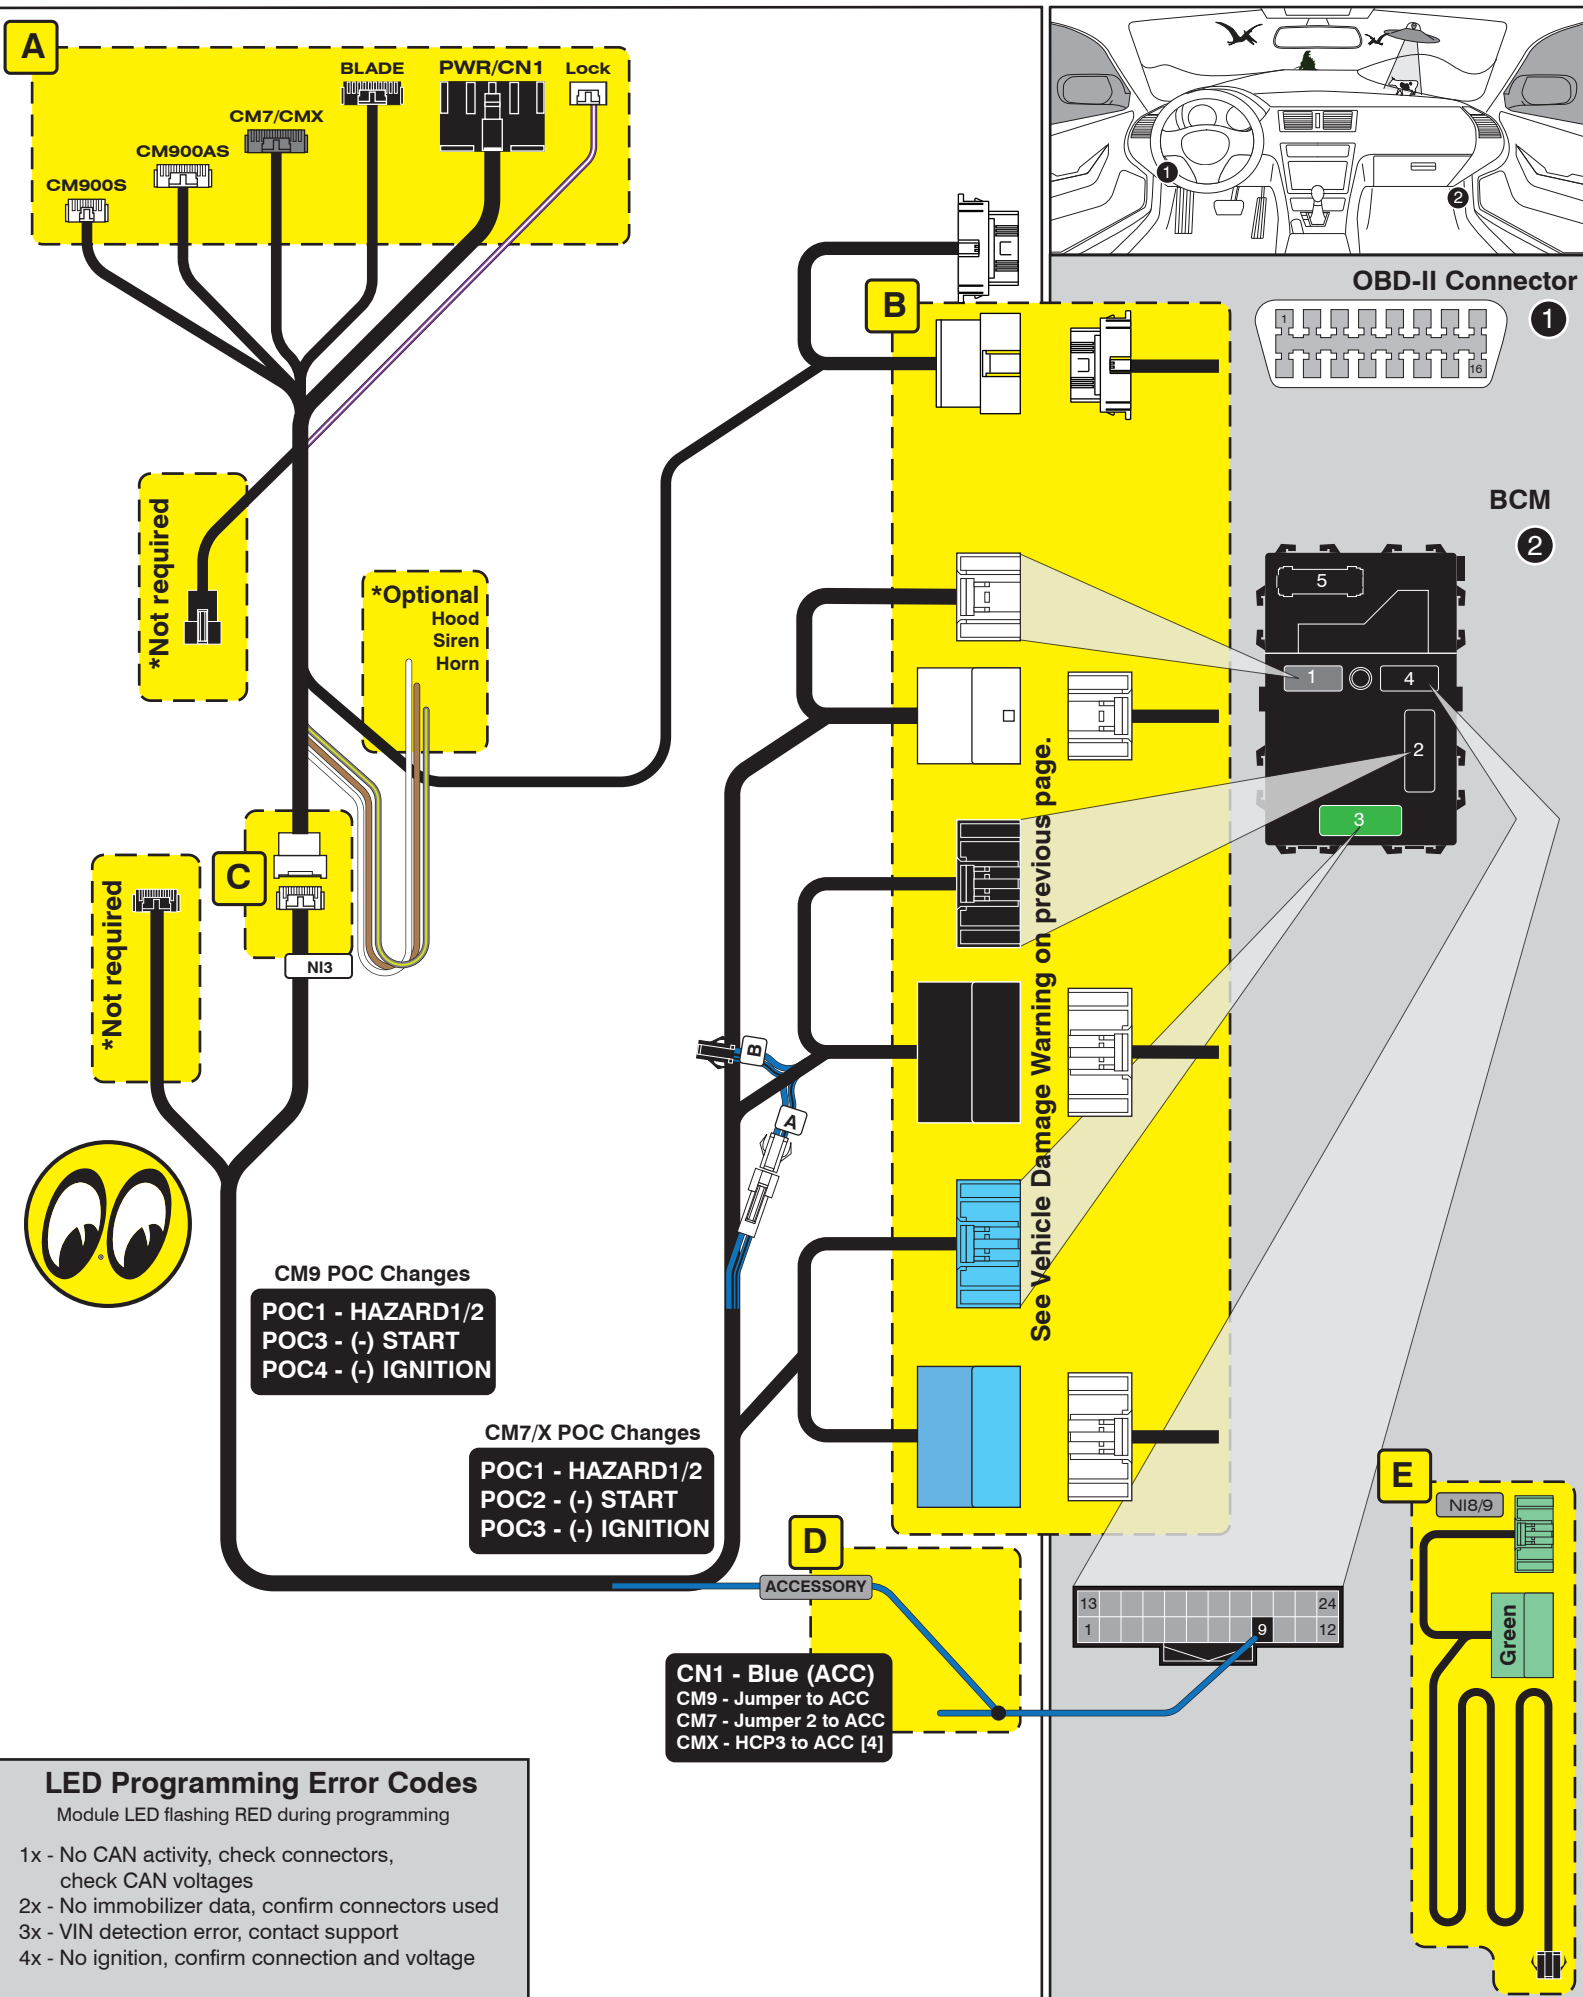 A
BLADE
PWR/CN1
Lock
CM7/CMX
CM900AS
CM900S
1
2
OBD-II Connector
1
1
16
B
BCM
2
5
1
4
2
3
*Not required
*Optional
Hood
Siren
Horn
See Vehicle Damage Warning on previous page.
C
*Not required
NI3
B
A
CM9 POC Changes
POC1 - HAZARD1/2
POC3 - (-) START
POC4 - (-) IGNITION
CM7/X POC Changes
POC1 - HAZARD1/2
POC2 - (-) START
POC3 - (-) IGNITION
D
ACCESSORY
CN1 - Blue (ACC)
CM9 - Jumper to ACC
CM7 - Jumper 2 to ACC
CMX - HCP3 to ACC [4]
13
24
1
9
12
E
NI8/9
Green
LED Programming Error Codes
Module LED flashing RED during programming
1x - No CAN activity, check connectors,
check CAN voltages
2x - No immobilizer data, confirm connectors used
3x - VIN detection error, contact support
4x - No ignition, confirm connection and voltage